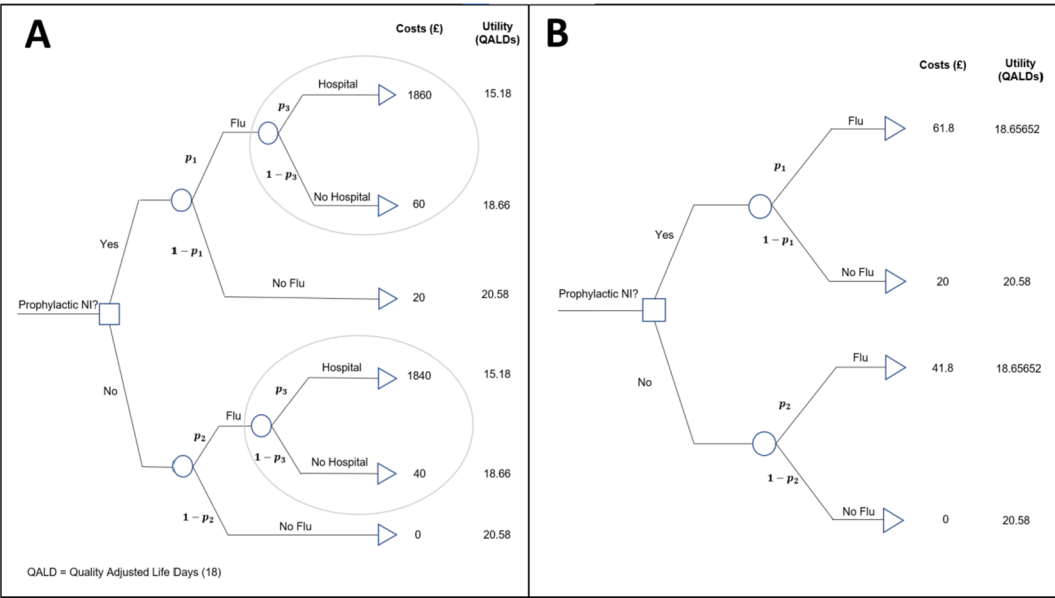 A
Costs (£)
Utility
(QALDs)
Hospital
1860
15.18
p₃
Flu
p₁
1 − p₃
No Hospital
60
18.66
Yes
1 − p₁
No Flu
20
20.58
Prophylactic NI?
Hospital
1840
15.18
No
p₃
Flu
p₂
1 − p₃
No Hospital
40
18.66
1 − p₂
No Flu
0
20.58
QALD = Quality Adjusted Life Days (18)
B
Costs (£)
Utility
(QALDs)
Flu
61.8
18.65652
p₁
Yes
1 − p₁
No Flu
20
20.58
Prophylactic NI?
Flu
41.8
18.65652
No
p₂
1 − p₂
No Flu
0
20.58